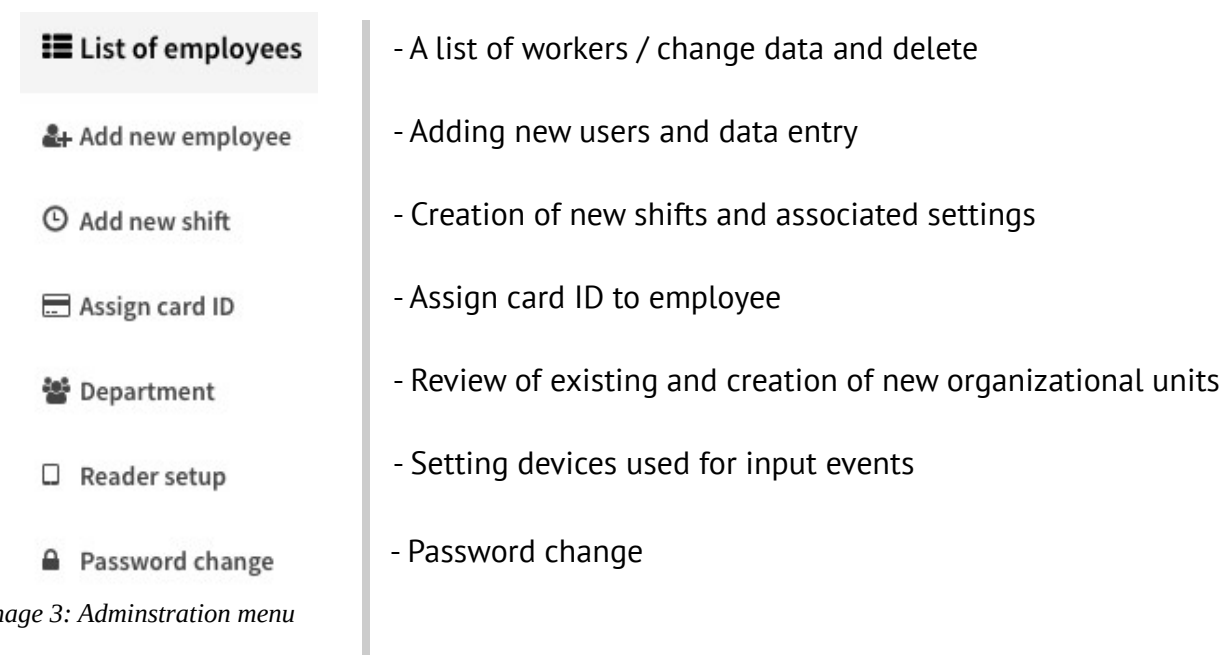 List of employees - A list of workers / change data and delete
Add new employee - Adding new users and data entry
Add new shift - Creation of new shifts and associated settings
Assign card ID - Assign card ID to employee
Department - Review of existing and creation of new organizational units
Reader setup - Setting devices used for input events
Password change - Password change
3: Adminstration menu